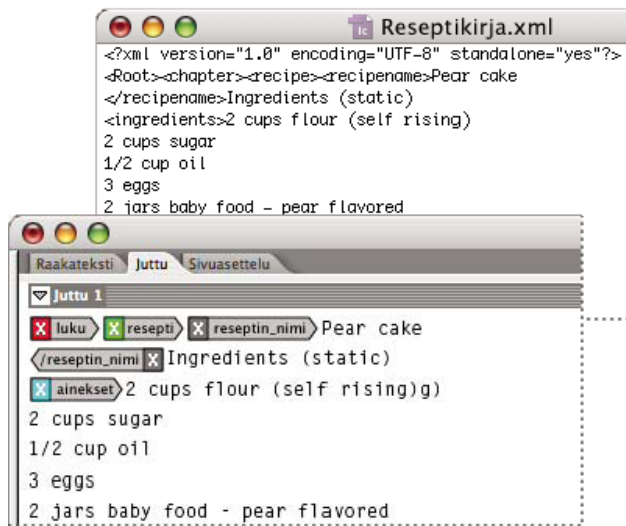 Reseptikirja.xml
<?xml version="1.0" encoding="UTF-8" standalone="yes"?>
<Root><chapter><recipe><recipename>Pear cake
</recipename>Ingredients (static)
<ingredients>2 cups flour (self rising)
2 cups sugar
1/2 cup oil
3 eggs
2 jars baby food – pear flavored
Raakateksti Juttu Sivuasettelu
Juttu 1
luku resepti reseptin_nimi Pear cake
/reseptin_nimi Ingredients (static)
ainekset 2 cups flour (self rising)g)
2 cups sugar
1/2 cup oil
3 eggs
2 jars baby food - pear flavored